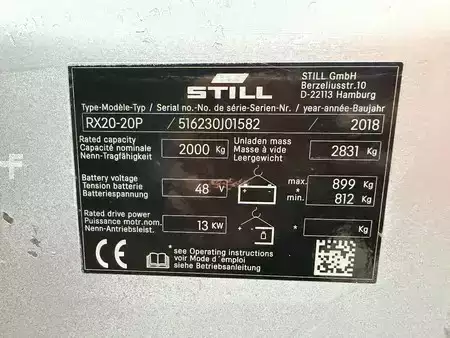 STILL
STILL GmbH
Berzeliusstr.10
D-22113 Hamburg
Type-Modèle-Typ / Serial no.-No. de série-Serien-Nr. / year-année-Baujahr
RX20-20P / 516230J01582 / 2018
Rated capacity
Capacité nominale
Nenn-Tragfähigkeit
2000 Kg
Unladen mass
Masse à vide
Leergewicht
2831 Kg
Battery voltage
Tension batterie
Batteriespannung
48 V
max. 899 Kg
min. 812 Kg
*
*Rated drive power
Puissance motr.nom.
Nenn-Antriebsleist.
13 KW
* Kg
CE
*see Operating instructions
voir Mode d'emploi
siehe Betriebsanleitung